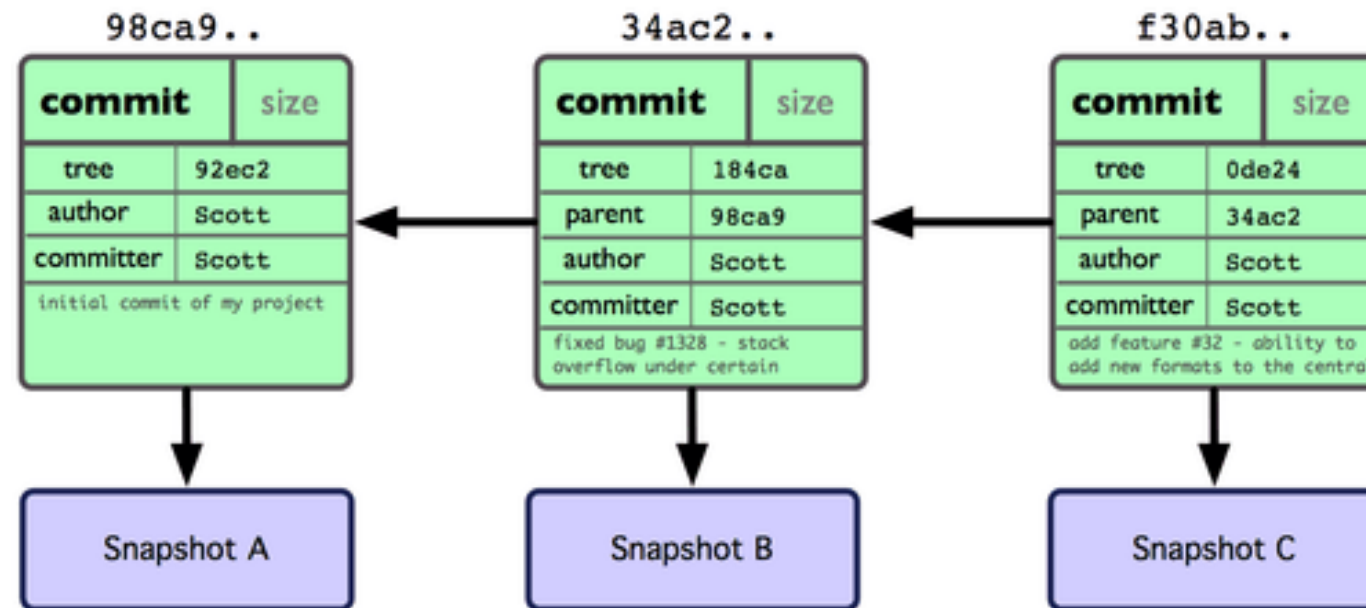 98ca9..
commit size
tree 92ec2
author Scott
committer Scott
initial commit of my project
Snapshot A
34ac2..
commit size
tree 184ca
parent 98ca9
author Scott
committer Scott
fixed bug #1328 - stack
overflow under certain
Snapshot B
f30ab..
commit size
tree 0de24
parent 34ac2
author Scott
committer Scott
add feature #32 - ability to
add new formats to the centra
Snapshot C